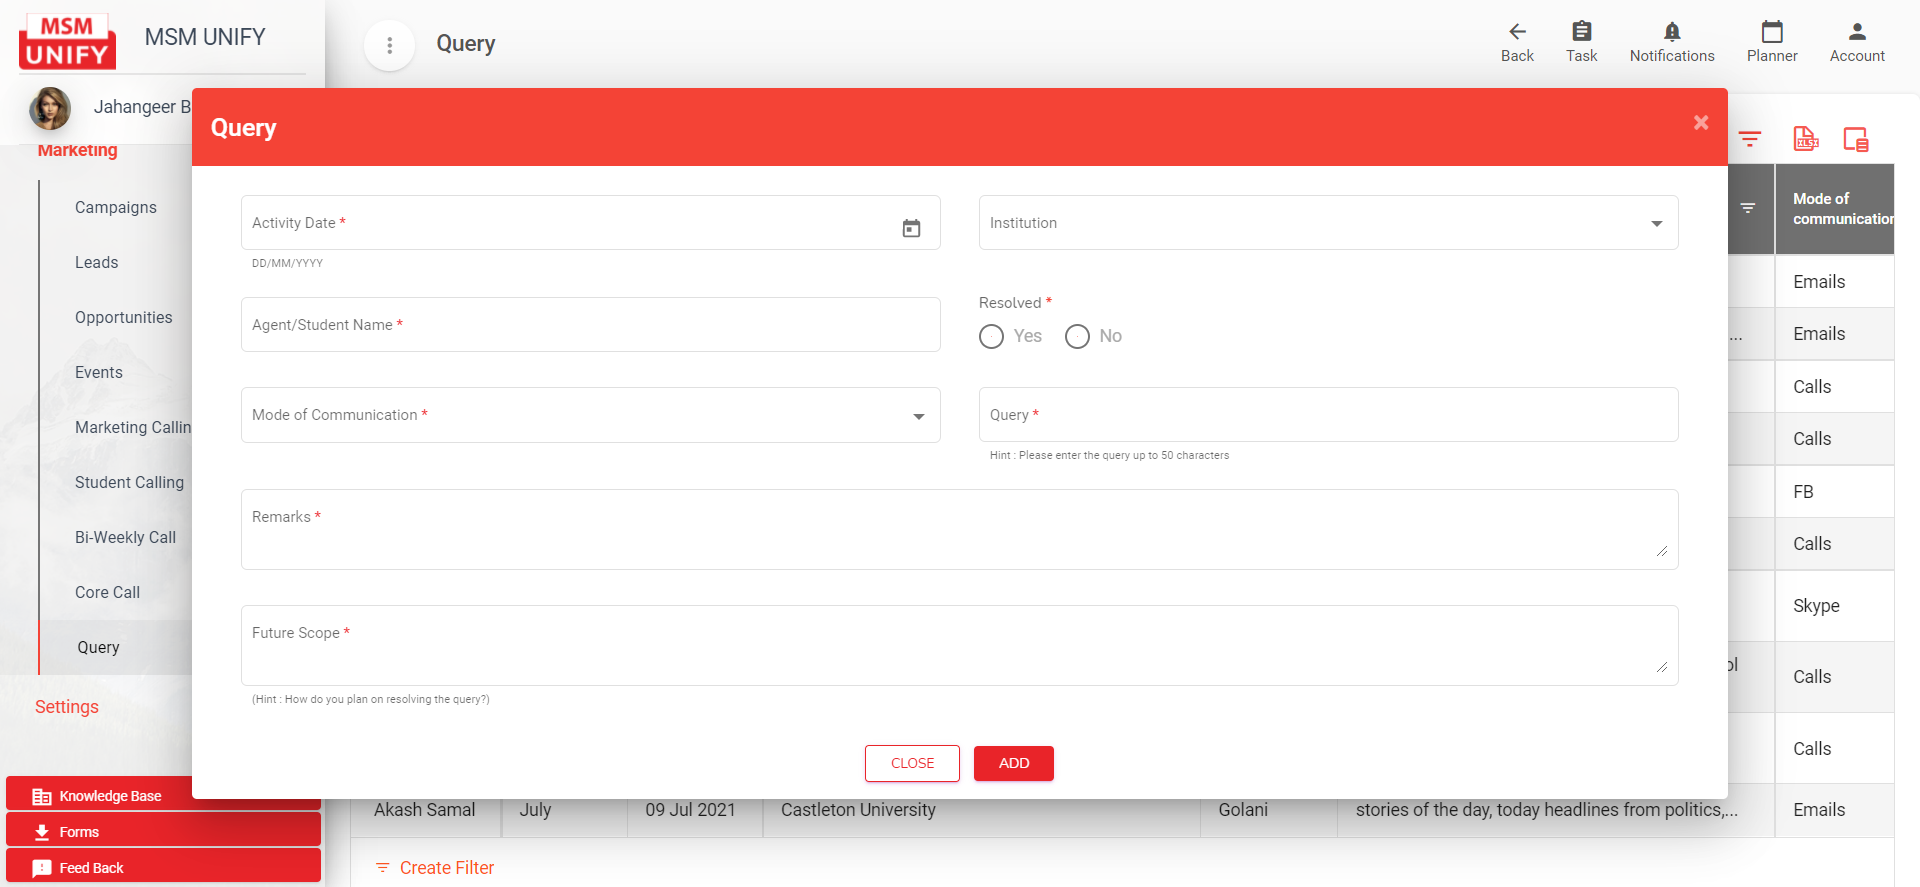 MSM
UNIFY
MSM UNIFY
Query
Back
Task
Notifications
Planner
Account
Jahangeer B
Marketing
Campaigns
Leads
Opportunities
Events
Marketing Callin
Student Calling
Bi-Weekly Call
Core Call
Query
Settings
Knowledge Base
Forms
Feed Back
Query
×
Activity Date *
DD/MM/YYYY
Institution
Agent/Student Name *
Resolved *
Yes No
Mode of Communication *
Query *
Hint : Please enter the query up to 50 characters
Remarks *
Future Scope *
(Hint : How do you plan on resolving the query?)
CLOSE ADD
XLSX
Mode of
communication
Emails
... Emails
Calls
Calls
FB
Calls
Skype
ol
Calls
Calls
Akash Samal July 09 Jul 2021 Castleton University Golani stories of the day, today headlines from politics,... Emails
Create Filter